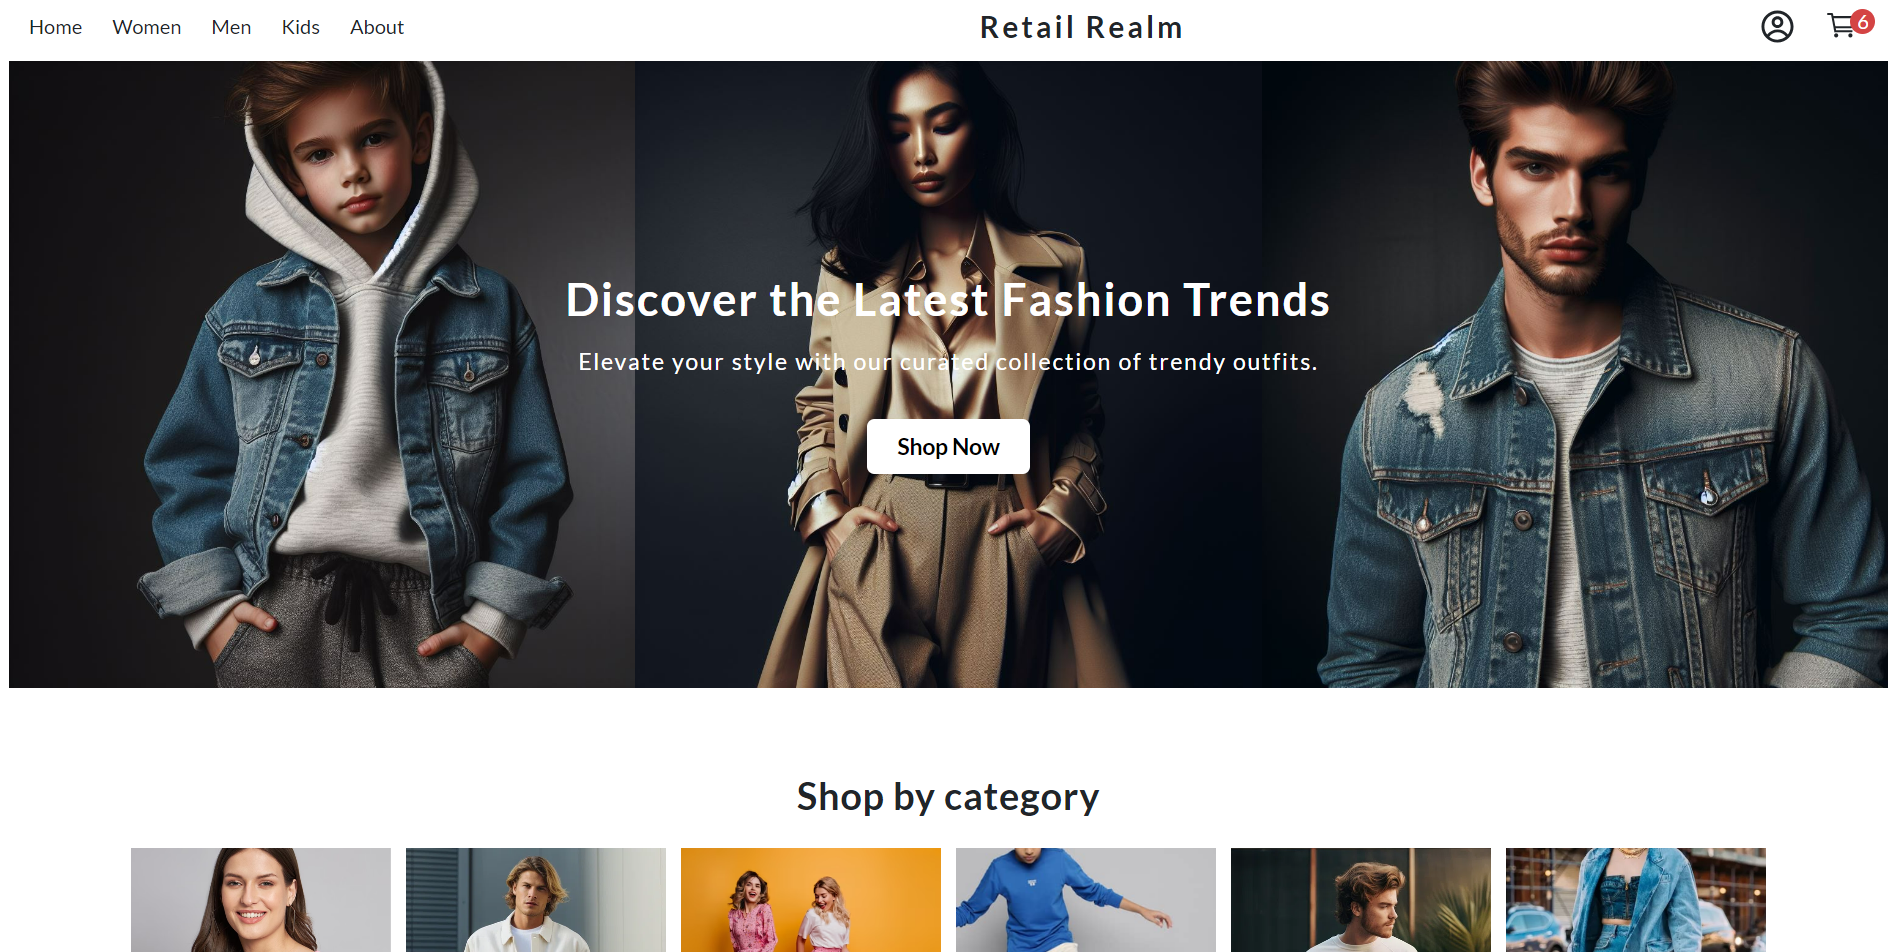 Home Women Men Kids About Retail Realm 6
Discover the Latest Fashion Trends
Elevate your style with our curated collection of trendy outfits.
Shop Now
Shop by category